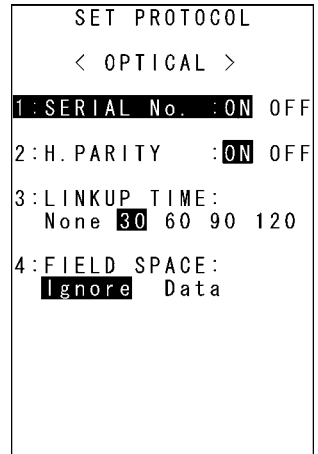 SET PROTOCOL
< OPTICAL >
1:SERIAL No. :ON OFF
2:H.PARITY :ON OFF
3:LINKUP TIME:
None 30 60 90 120
4:FIELD SPACE:
Ignore Data